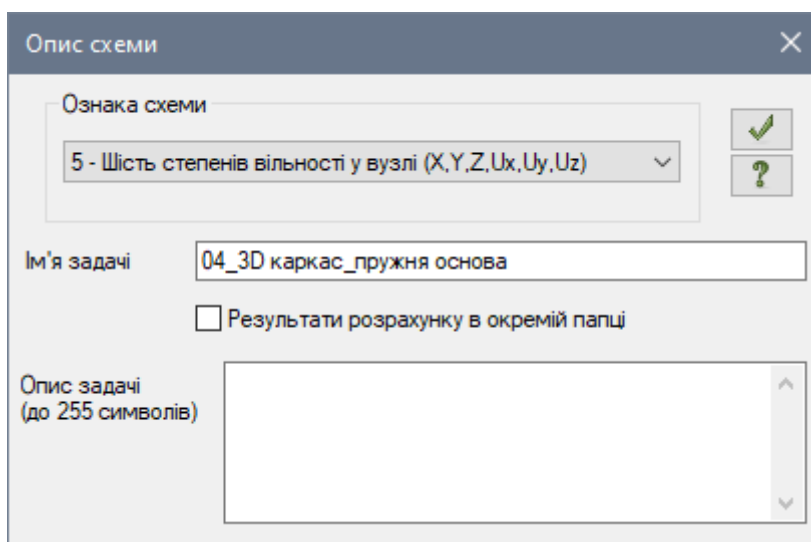 Опис схеми
Ознака схеми
5 - Шість степенів вільності у вузлі (X,Y,Z,Ux,Uy,Uz)
Ім'я задачі
04_3D каркас_пружня основа
Результати розрахунку в окремій папці
Опис задачі
(до 255 символів)